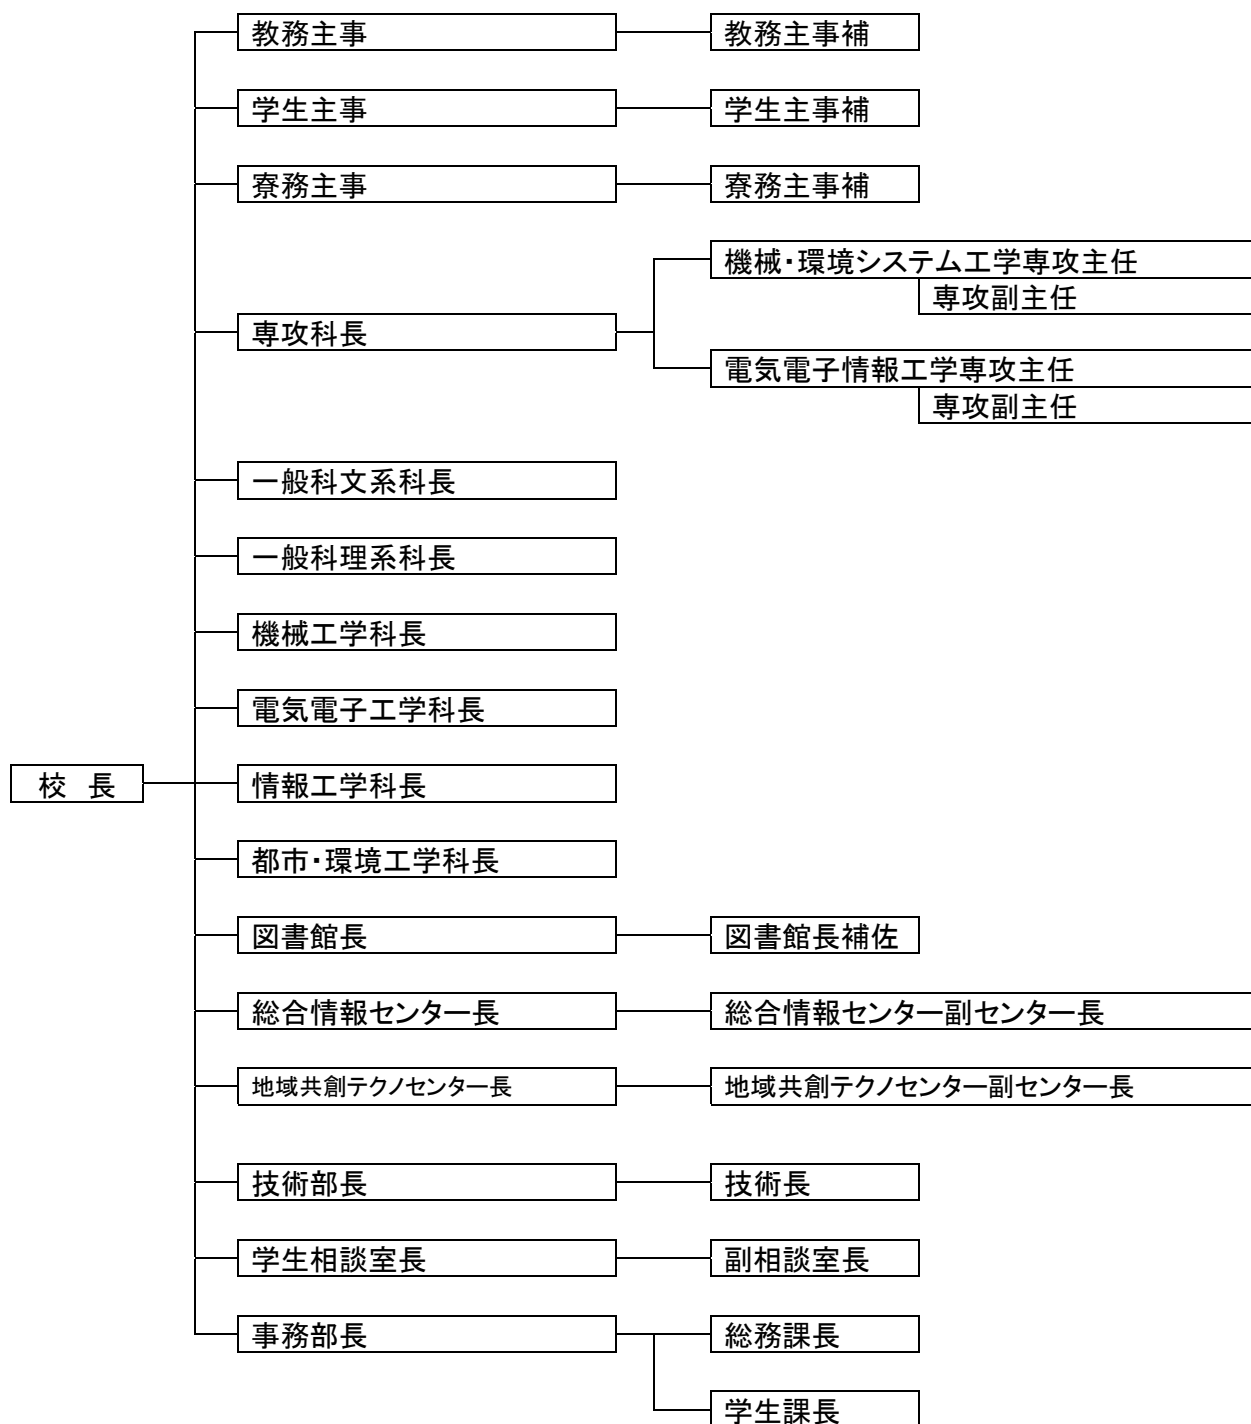 教務主事
教務主事補
学生主事
学生主事補
寮務主事
寮務主事補
機械・環境システム工学専攻主任
専攻副主任
専攻科長
電気電子情報工学専攻主任
専攻副主任
一般科文系科長
一般科理系科長
機械工学科長
電気電子工学科長
校 長
情報工学科長
都市・環境工学科長
図書館長
図書館長補佐
総合情報センター長
総合情報センター副センター長
地域共創テクノセンター長
地域共創テクノセンター副センター長
技術部長
技術長
学生相談室長
副相談室長
事務部長
総務課長
学生課長